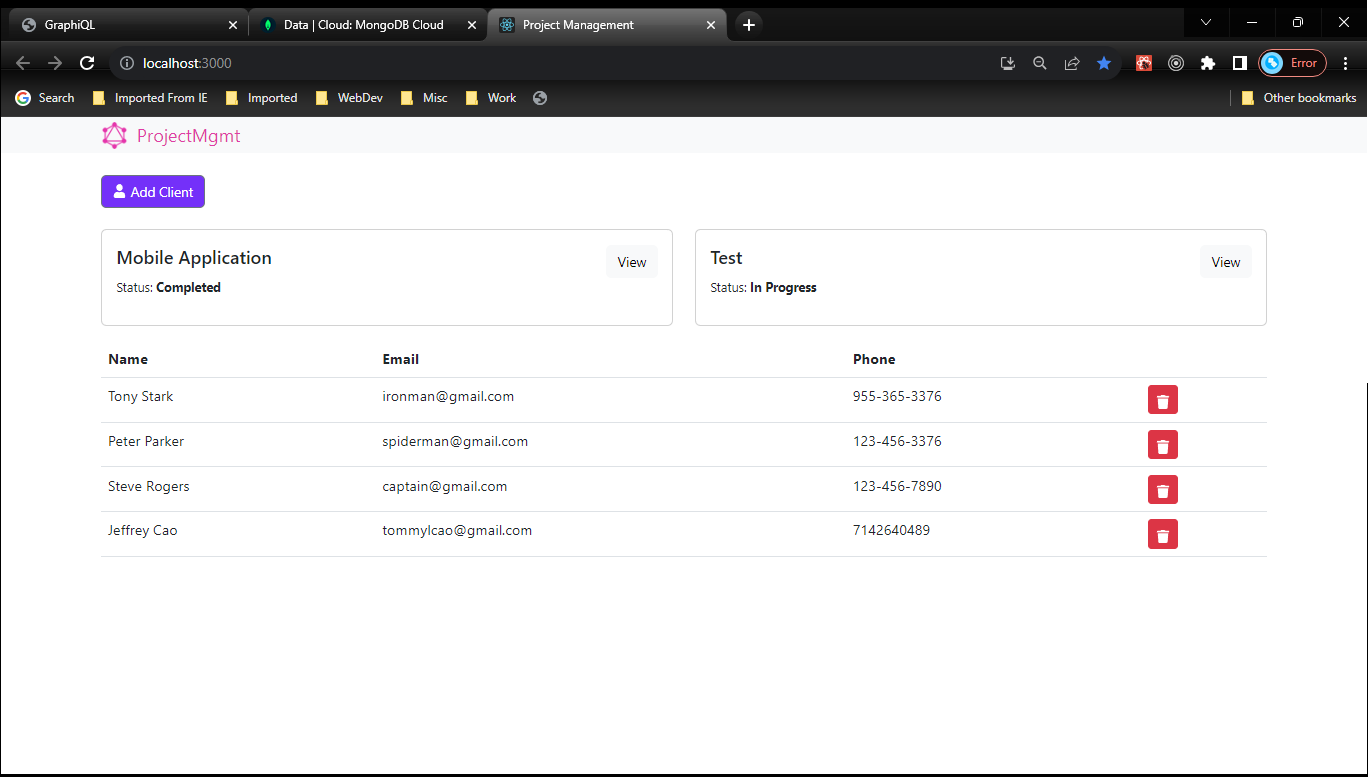 GraphiQL
Data | Cloud: MongoDB Cloud
Project Management
localhost:3000
Error
Search
Imported From IE
Imported
WebDev
Misc
Work
Other bookmarks
ProjectMgmt
Add Client
Mobile Application
View
Status: Completed
Test
View
Status: In Progress
Name Email Phone
Tony Stark ironman@gmail.com 955-365-3376
Peter Parker spiderman@gmail.com 123-456-3376
Steve Rogers captain@gmail.com 123-456-7890
Jeffrey Cao tommylcao@gmail.com 7142640489